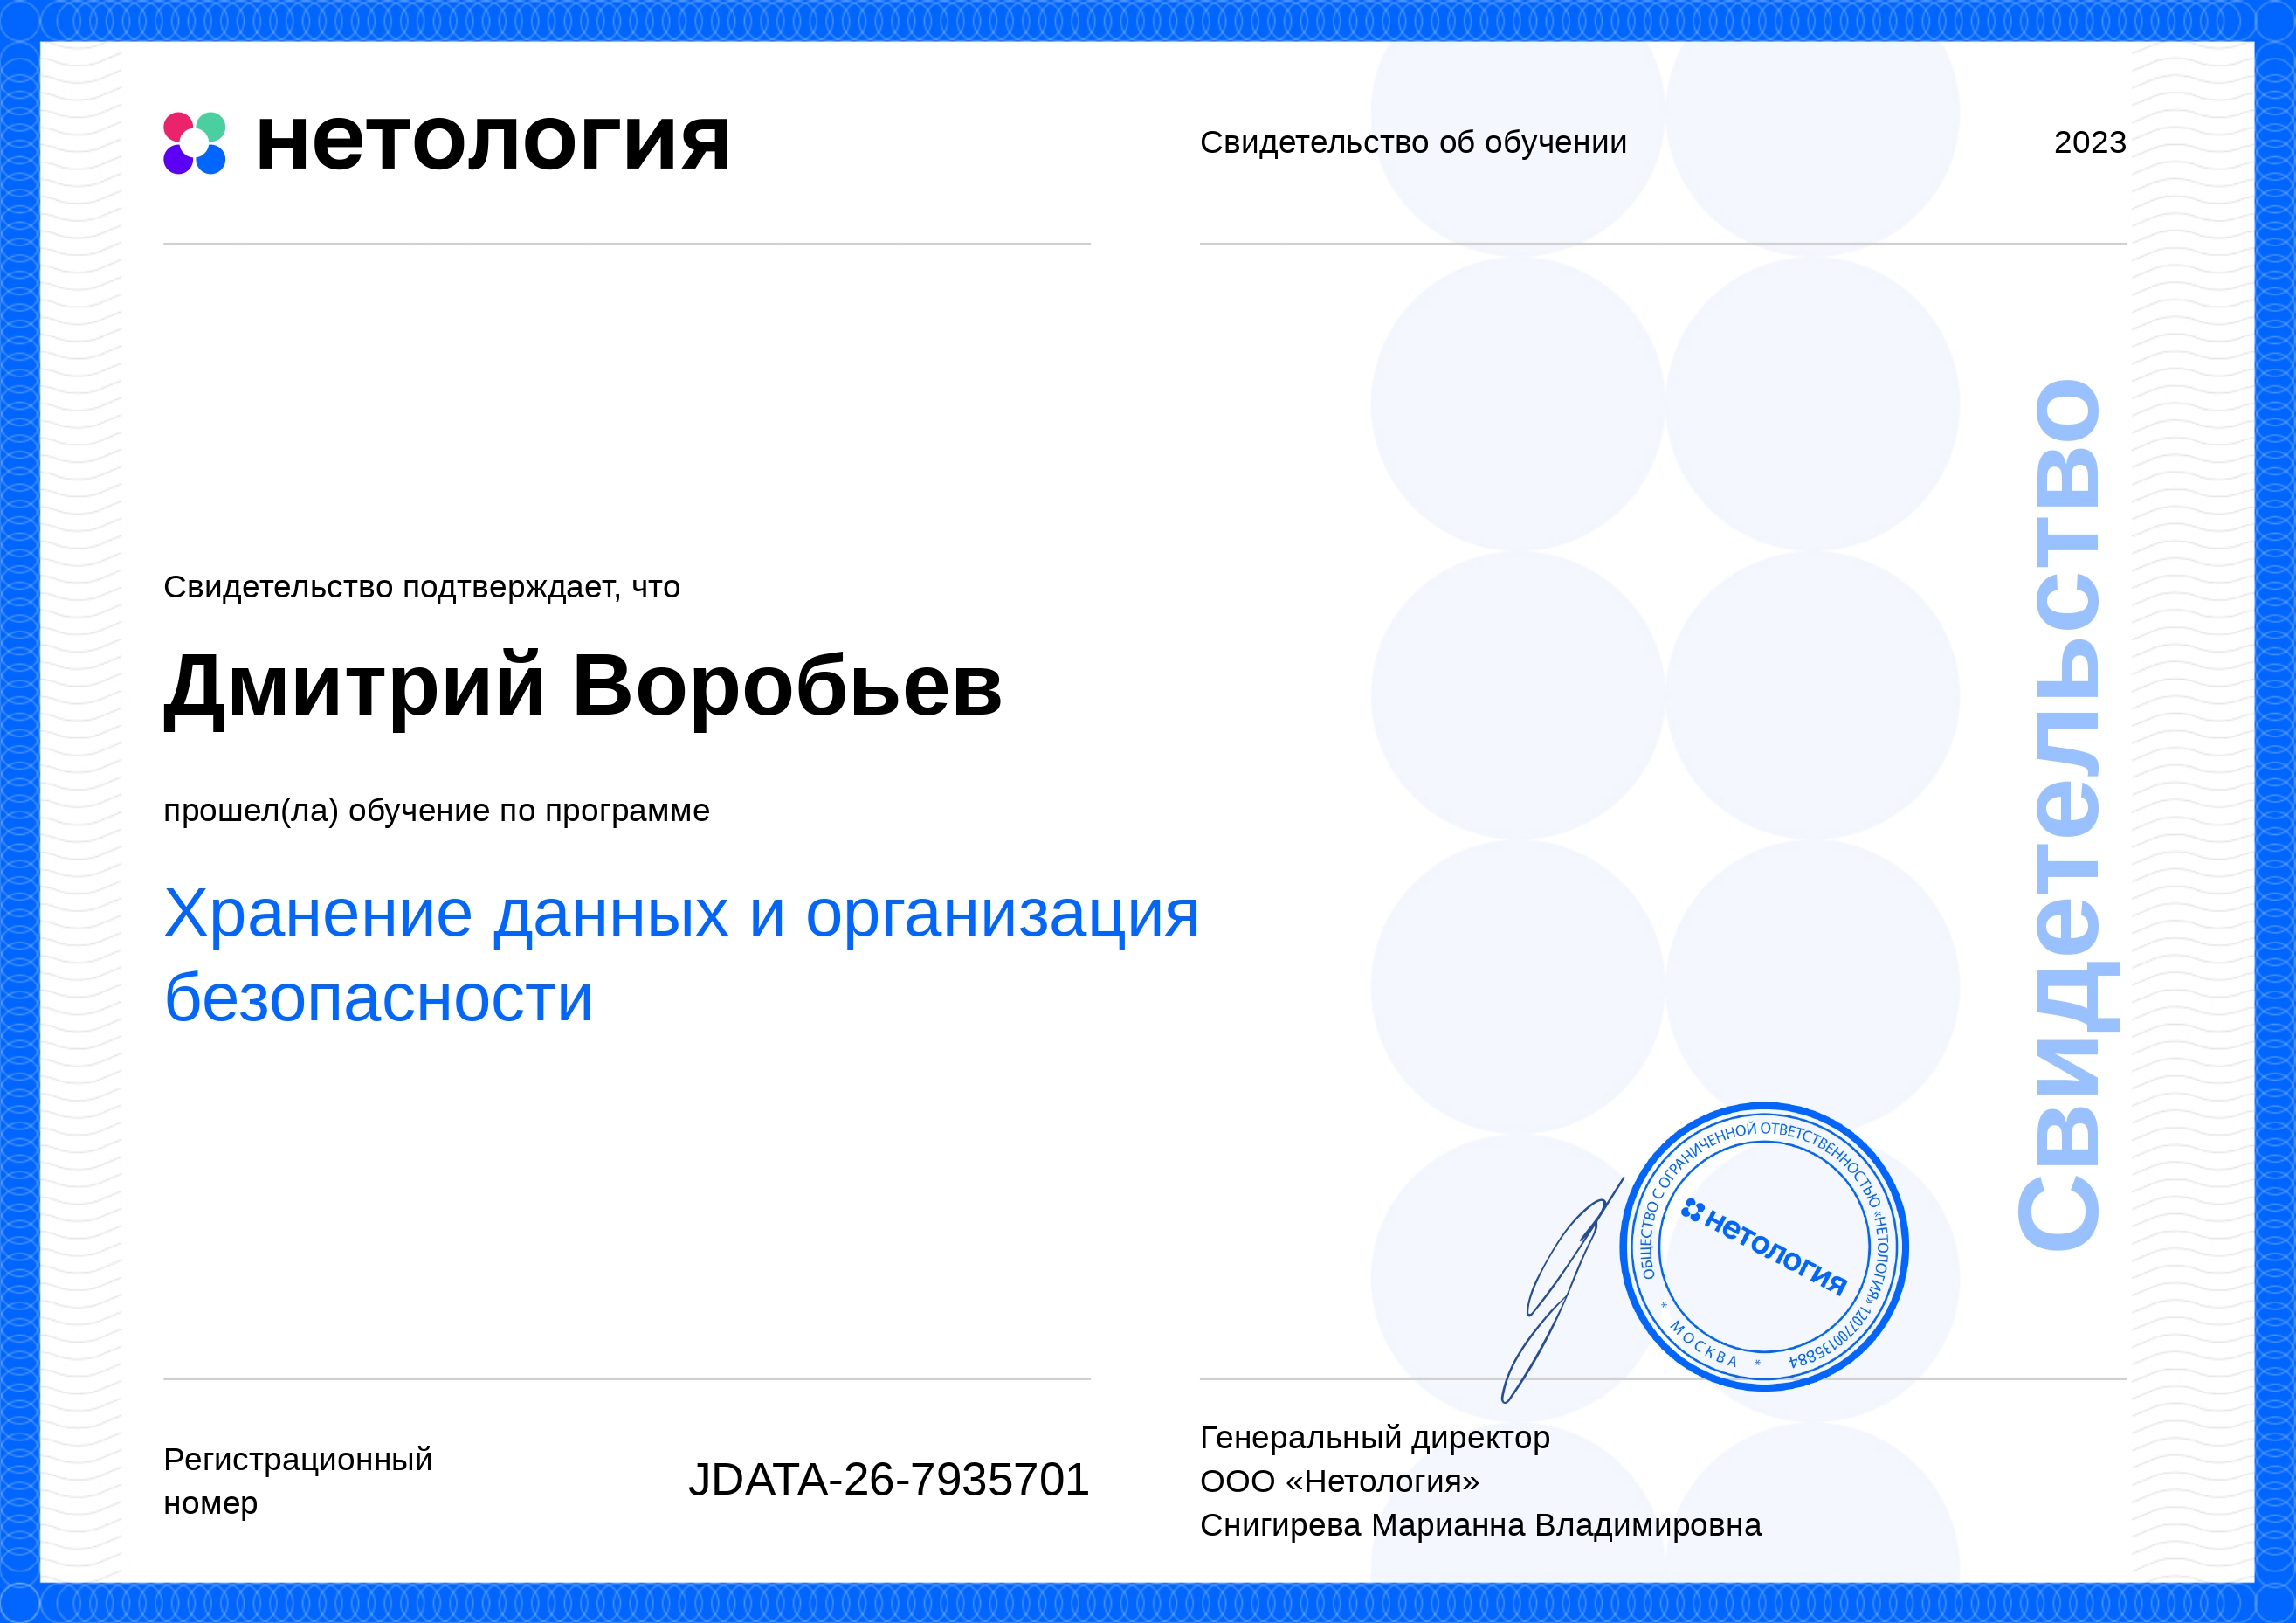 нетология
Свидетельство об обучении
2023
Свидетельство подтверждает, что
Дмитрий Воробьев
прошел(ла) обучение по программе
Хранение данных и организация
безопасности
Свидетельство
ОБЩЕСТВО С ОГРАНИЧЕННОЙ ОТВЕТСТВЕННОСТЬЮ «НЕТОЛОГИЯ» 1207700135884
* МОСКВА *
нетология
Регистрационный
номер
JDATA-26-7935701
Генеральный директор
ООО «Нетология»
Снигирева Марианна Владимировна